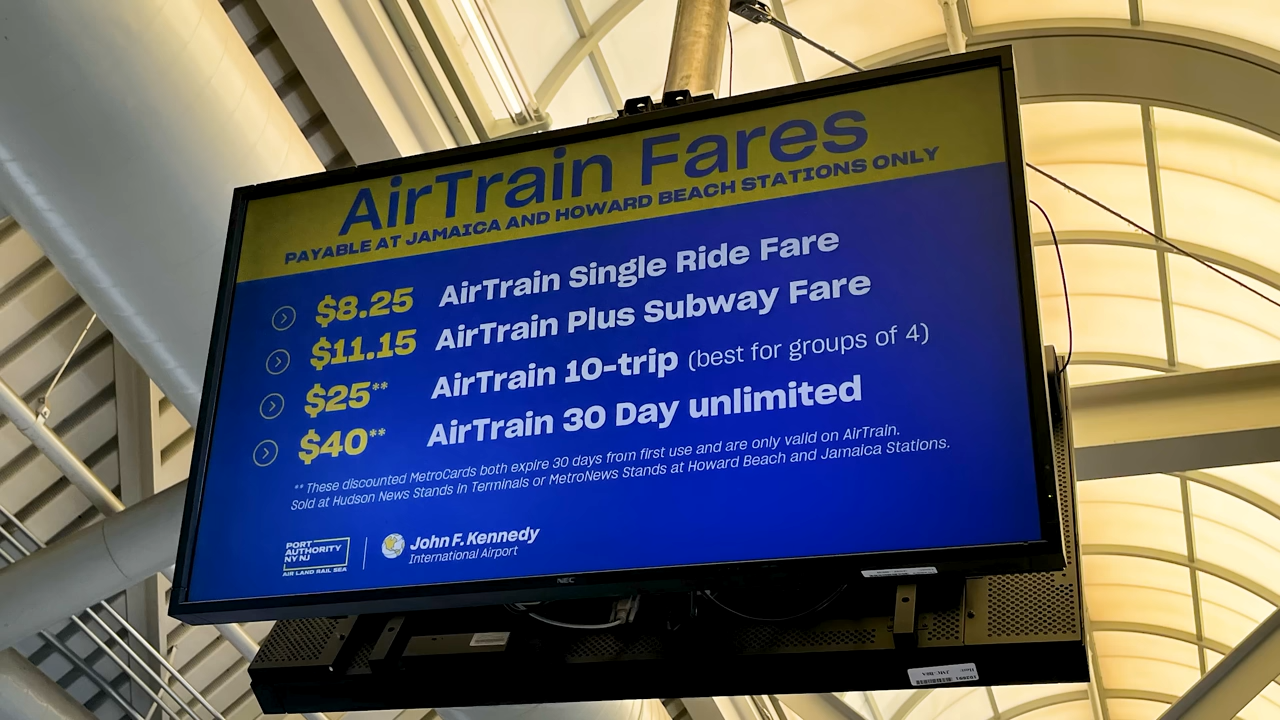 AirTrain Fares
PAYABLE AT JAMAICA AND HOWARD BEACH STATIONS ONLY
$8.25 AirTrain Single Ride Fare
$11.15 AirTrain Plus Subway Fare
$25** AirTrain 10-trip (best for groups of 4)
$40** AirTrain 30 Day unlimited
** These discounted MetroCards both expire 30 days from first use and are only valid on AirTrain.
Sold at Hudson News Stands in Terminals or MetroNews Stands at Howard Beach and Jamaica Stations.
PORT
AUTHORITY
NY NJ
AIR LAND RAIL SEA
John F. Kennedy
International Airport
NEC